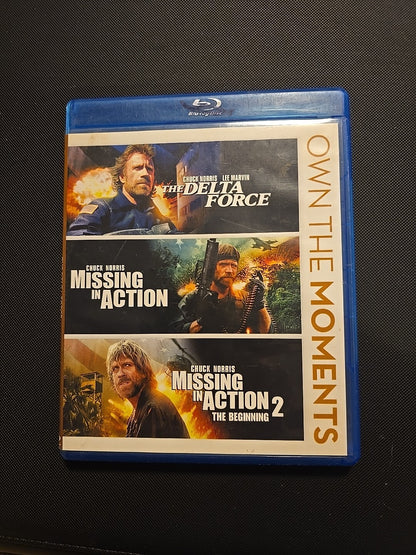 Blu-ray Disc
CHUCK NORRIS LEE MARVIN
THE DELTA
FORCE
CHUCK NORRIS
MISSING
IN ACTION
CHUCK NORRIS
MISSING
IN ACTION 2
THE BEGINNING
OWN THE MOMENTS